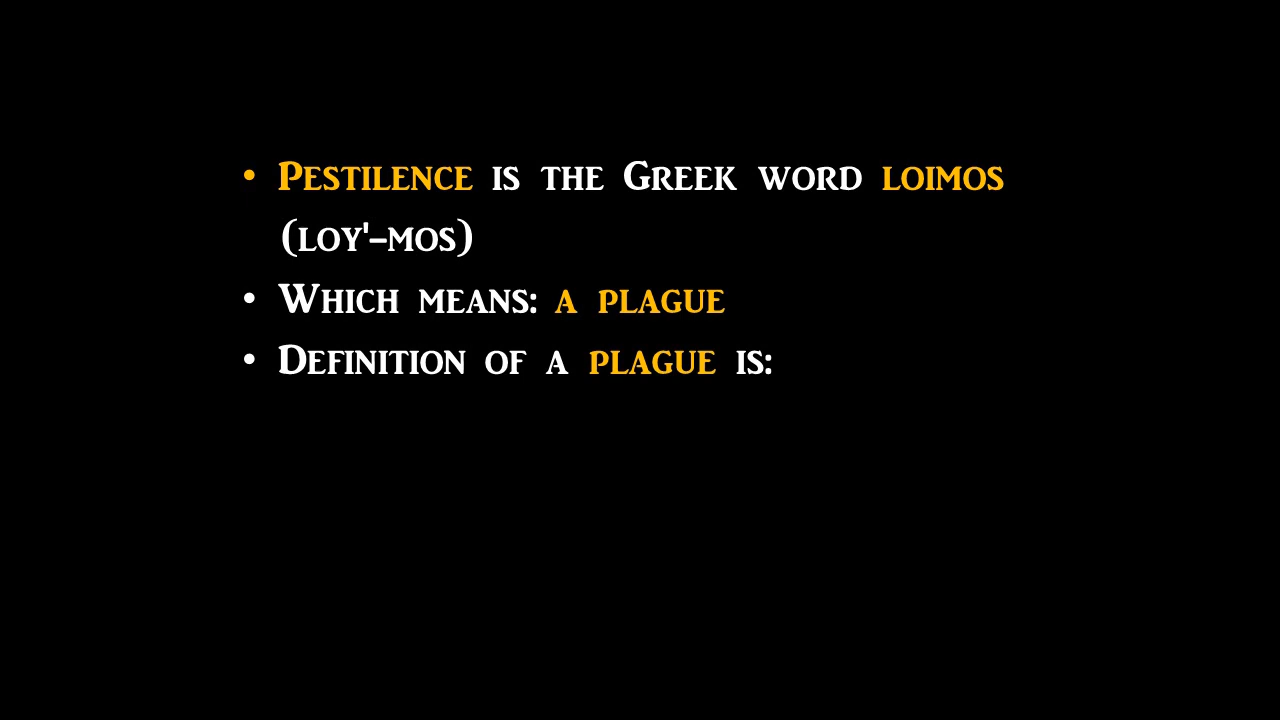 • Pestilence is the Greek word loimos
(loy'-mos)
• Which means: a plague
• Definition of a plague is: